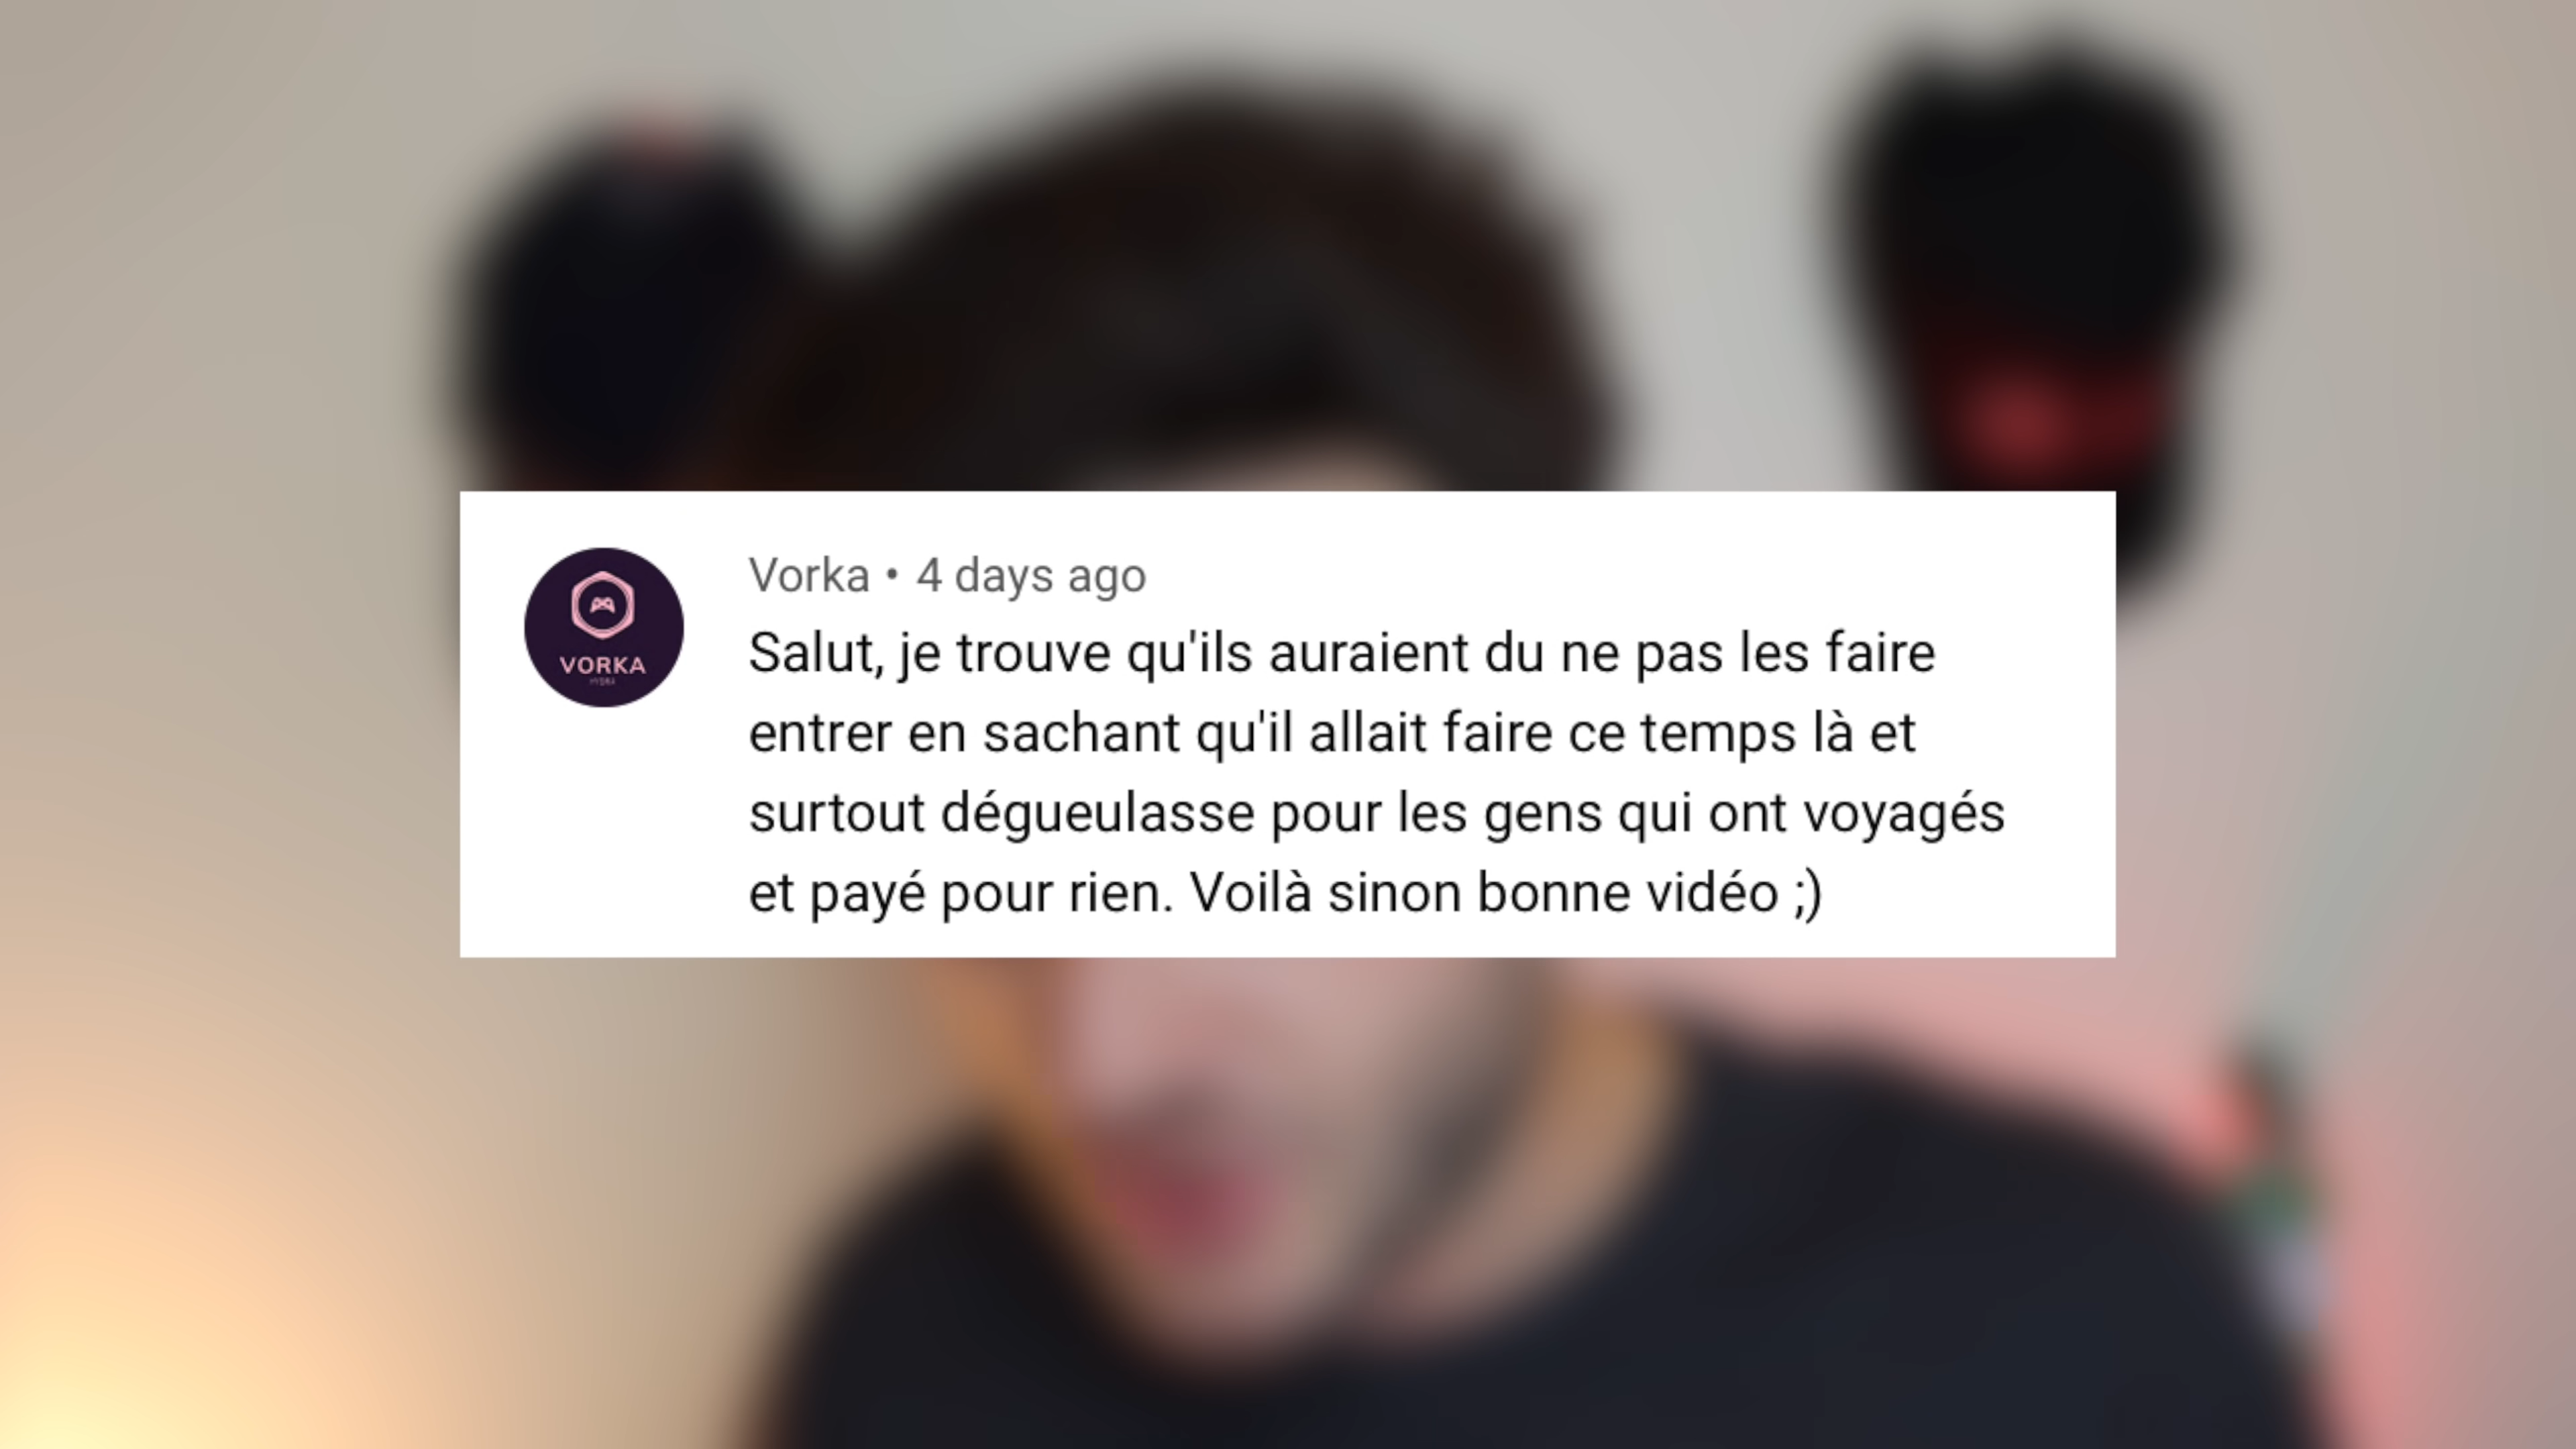 Vorka • 4 days ago
Salut, je trouve qu'ils auraient du ne pas les faire
entrer en sachant qu'il allait faire ce temps là et
surtout dégueulasse pour les gens qui ont voyagés
et payé pour rien. Voilà sinon bonne vidéo ;)
VORKA